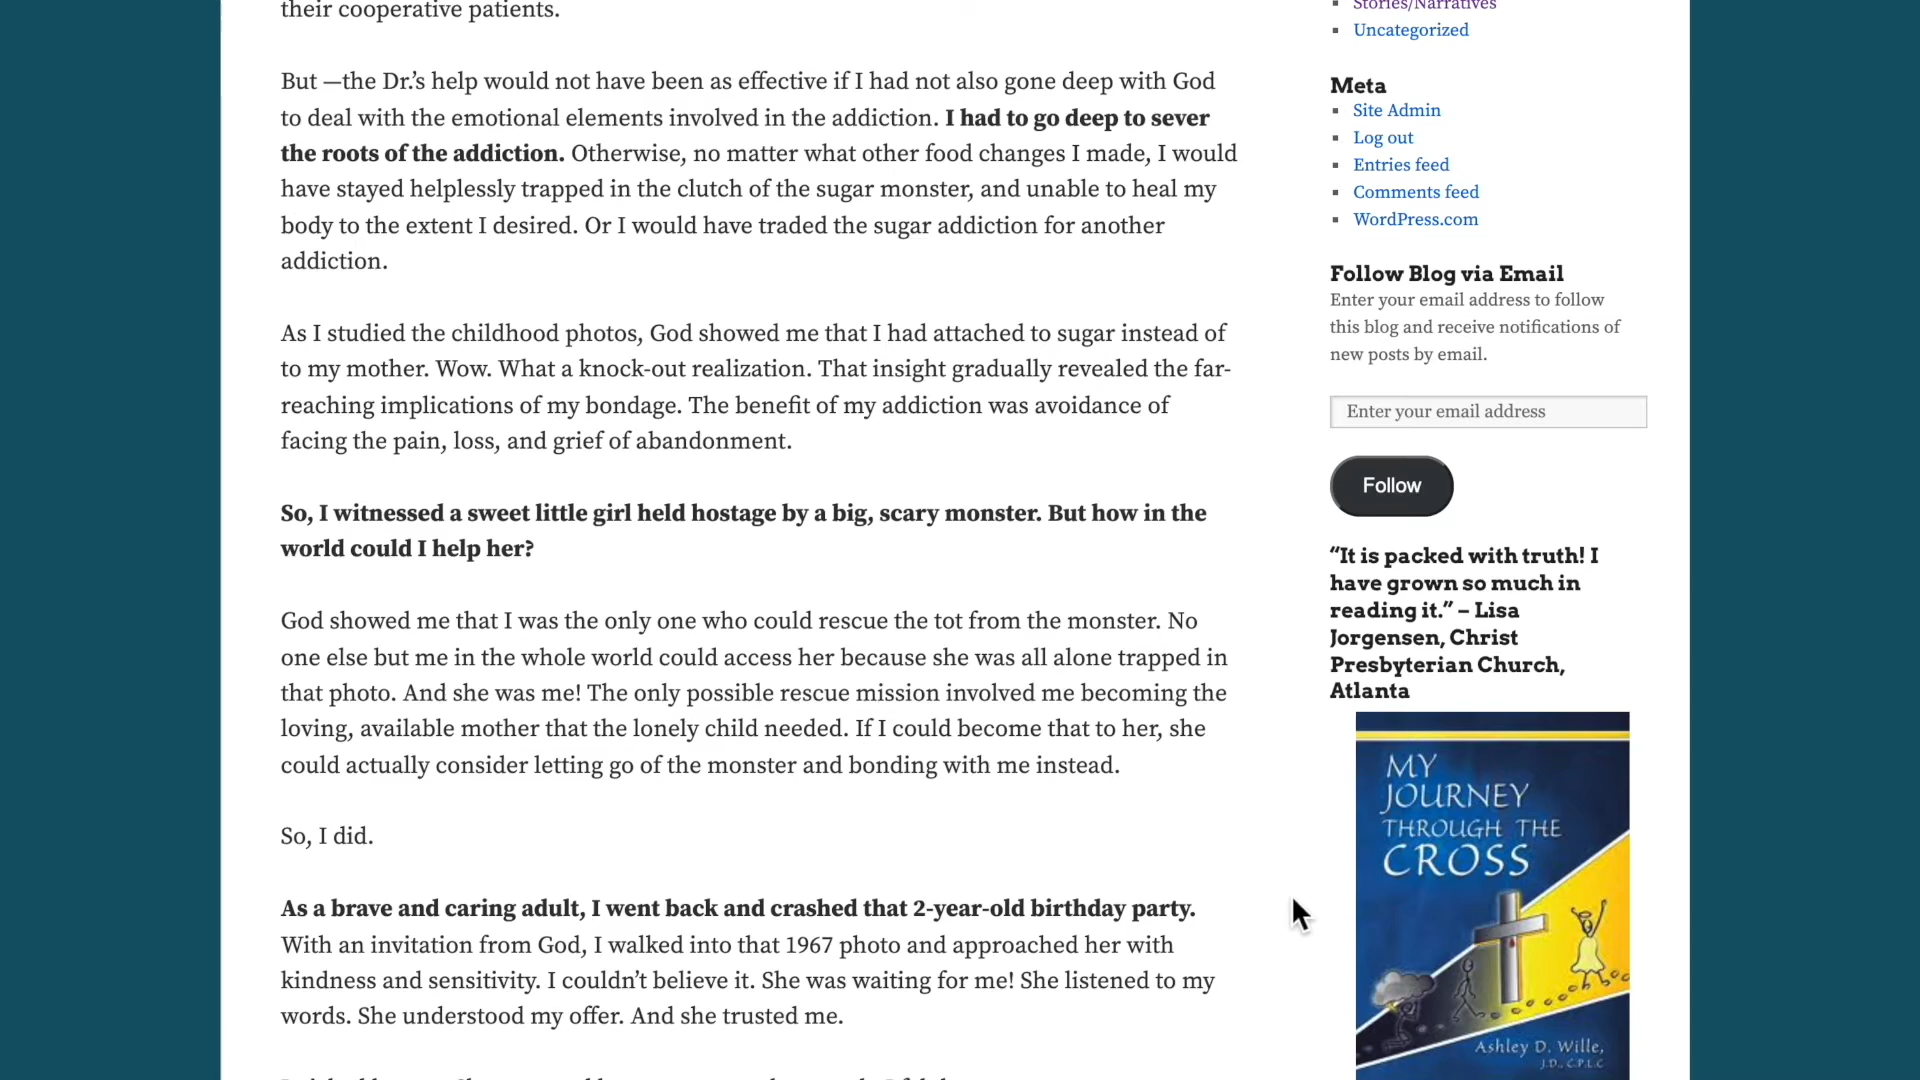 their cooperative patients.
But —the Dr.’s help would not have been as effective if I had not also gone deep with God
to deal with the emotional elements involved in the addiction. I had to go deep to sever
the roots of the addiction. Otherwise, no matter what other food changes I made, I would
have stayed helplessly trapped in the clutch of the sugar monster, and unable to heal my
body to the extent I desired. Or I would have traded the sugar addiction for another
addiction.
As I studied the childhood photos, God showed me that I had attached to sugar instead of
to my mother. Wow. What a knock-out realization. That insight gradually revealed the far-
reaching implications of my bondage. The benefit of my addiction was avoidance of
facing the pain, loss, and grief of abandonment.
So, I witnessed a sweet little girl held hostage by a big, scary monster. But how in the
world could I help her?
God showed me that I was the only one who could rescue the tot from the monster. No
one else but me in the whole world could access her because she was all alone trapped in
that photo. And she was me! The only possible rescue mission involved me becoming the
loving, available mother that the lonely child needed. If I could become that to her, she
could actually consider letting go of the monster and bonding with me instead.
So, I did.
As a brave and caring adult, I went back and crashed that 2-year-old birthday party.
With an invitation from God, I walked into that 1967 photo and approached her with
kindness and sensitivity. I couldn’t believe it. She was waiting for me! She listened to my
words. She understood my offer. And she trusted me.
Stories/Narratives
Uncategorized
Meta
Site Admin
Log out
Entries feed
Comments feed
WordPress.com
Follow Blog via Email
Enter your email address to follow
this blog and receive notifications of
new posts by email.
Enter your email address
Follow
“It is packed with truth! I
have grown so much in
reading it.” – Lisa
Jorgensen, Christ
Presbyterian Church,
Atlanta
MY
JOURNEY
THROUGH THE
CROSS
Ashley D. Wille,
J.D., C.P.L.C